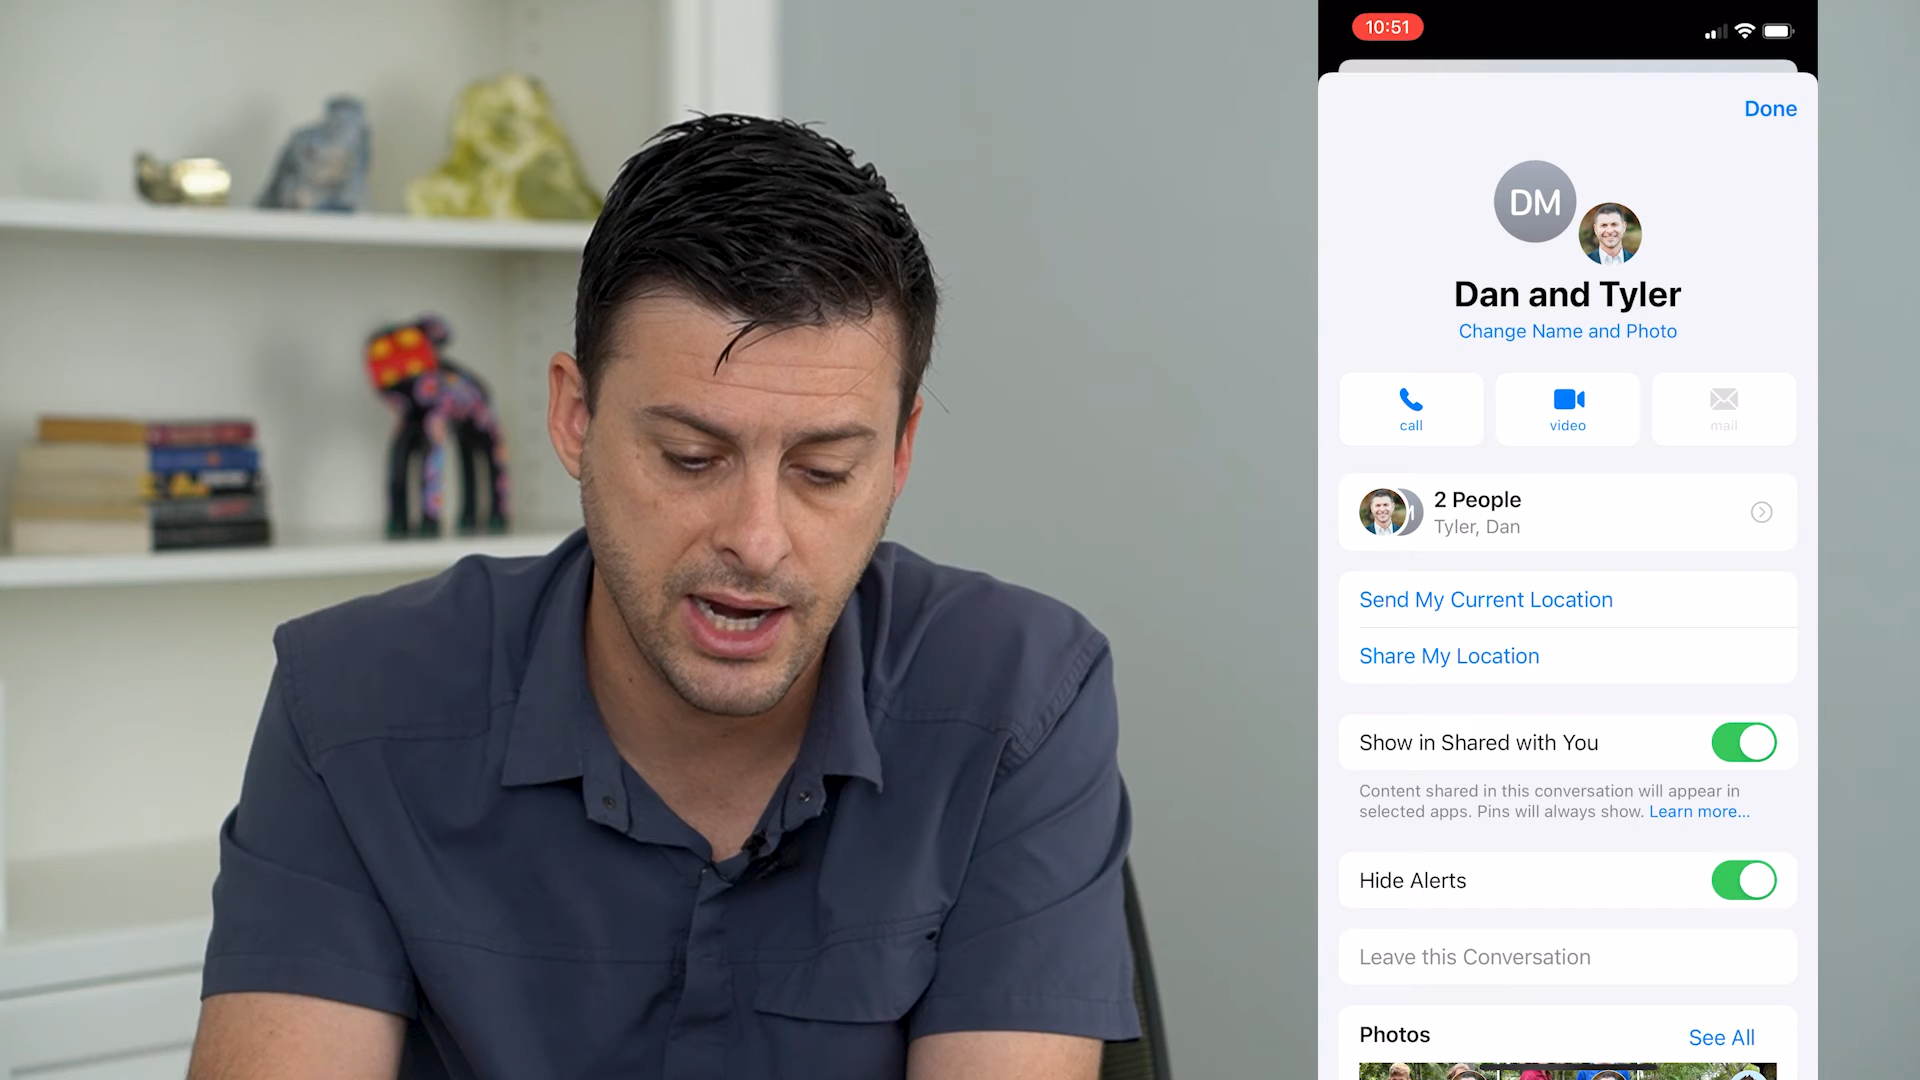 10:51
Done
DM
Dan and Tyler
Change Name and Photo
call
video
mail
2 People
Tyler, Dan
Send My Current Location
Share My Location
Show in Shared with You
Content shared in this conversation will appear in
selected apps. Pins will always show. Learn more...
Hide Alerts
Leave this Conversation
Photos
See All